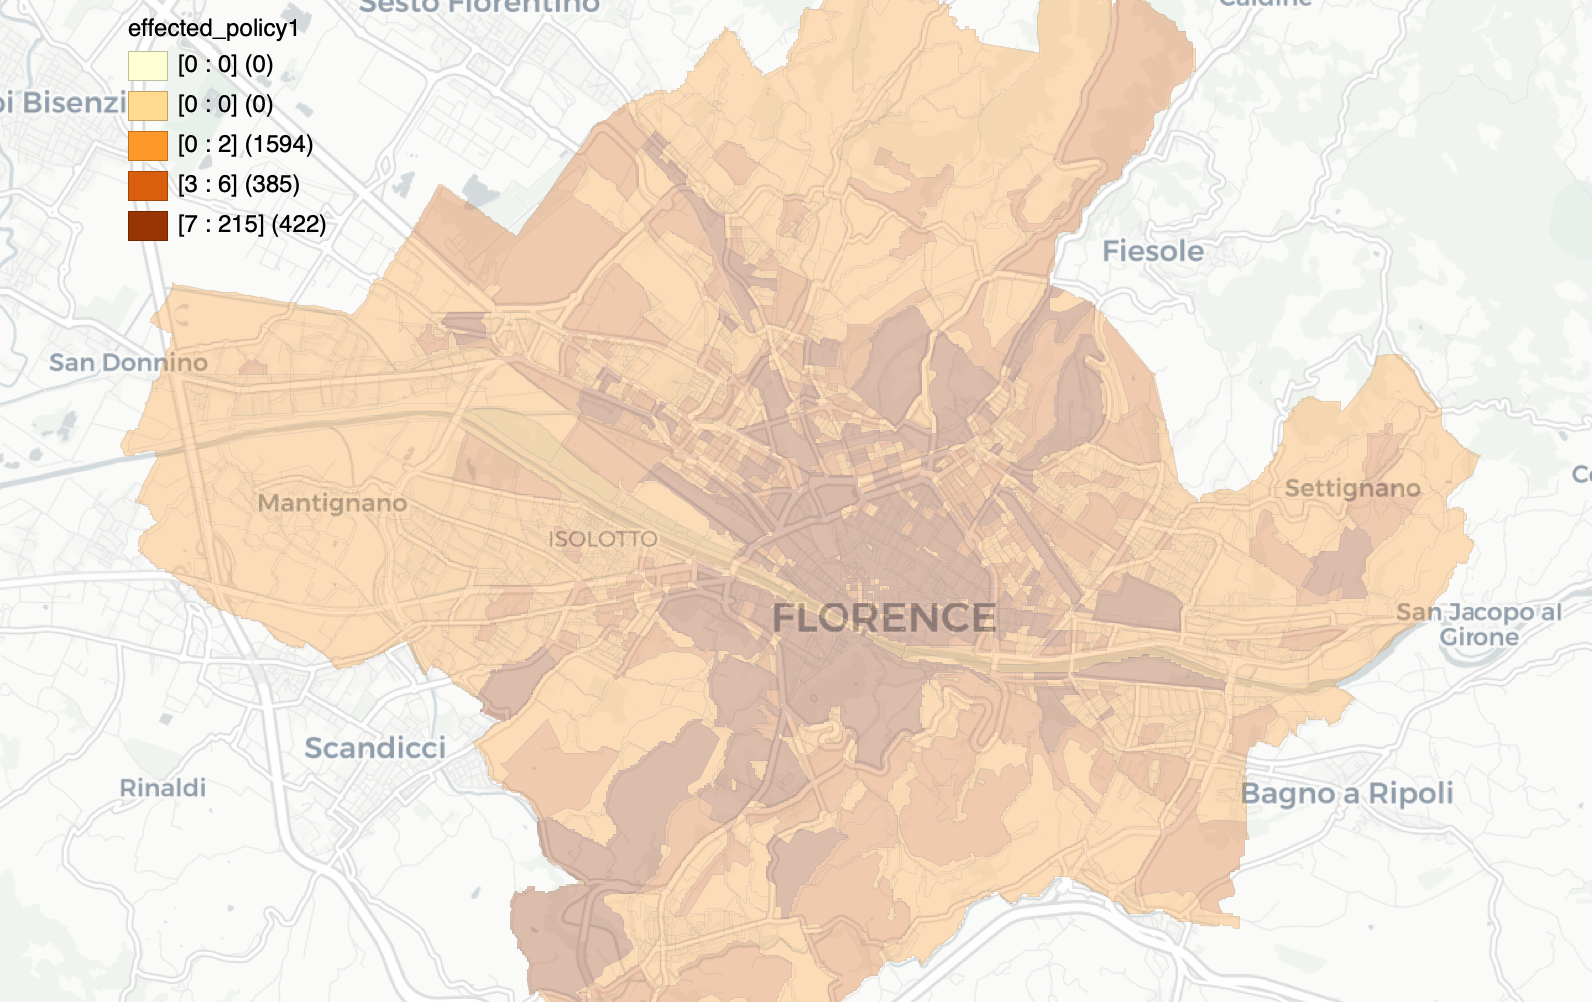 Sesto Fiorentino
Caldine
effected_policy1
[0 : 0] (0)
[0 : 0] (0)
[0 : 2] (1594)
[3 : 6] (385)
[7 : 215] (422)
oi Bisenzi
Fiesole
San Donnino
Mantignano
ISOLOTTO
Settignano
FLORENCE
San Jacopo al
Girone
Scandicci
Rinaldi
Bagno a Ripoli